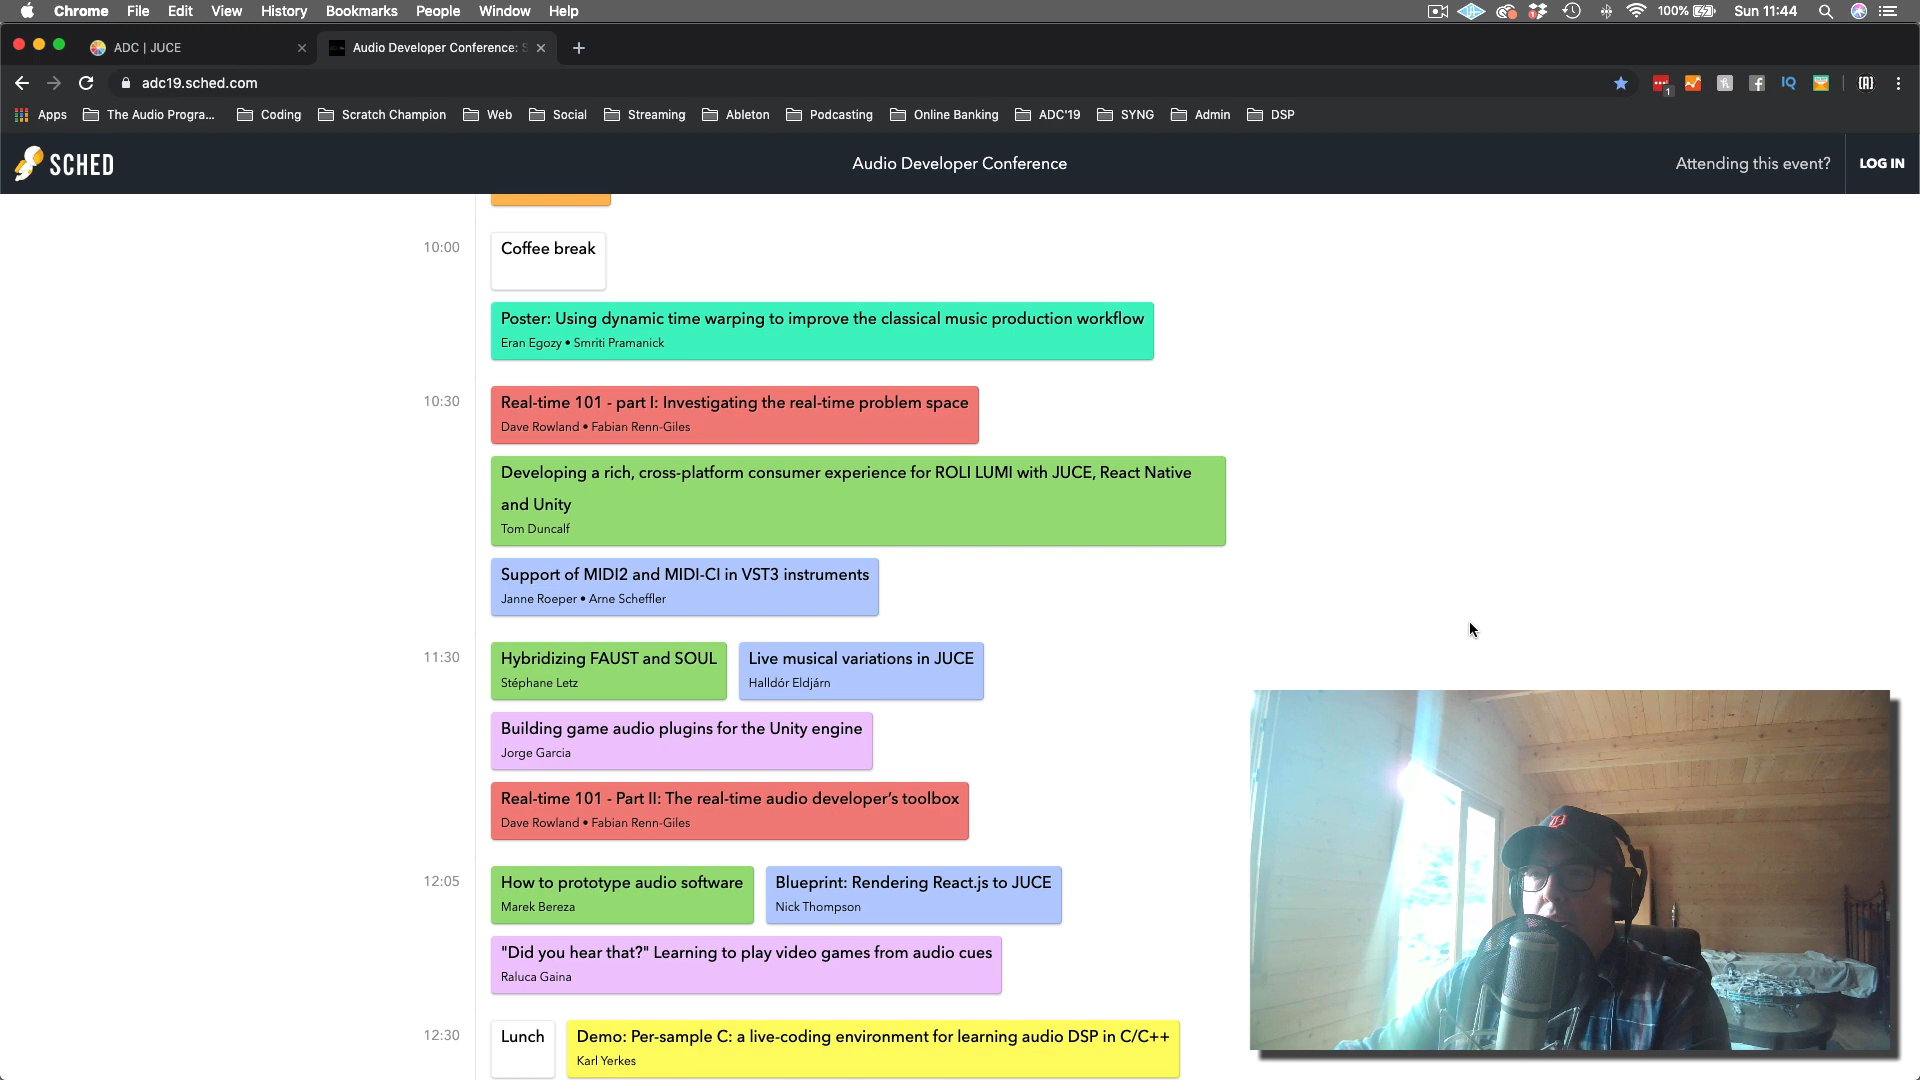 Chrome File Edit View History Bookmarks People Window Help
100% Sun 11:44
ADC | JUCE
Audio Developer Conference:
adc19.sched.com
1
IQ
Apps The Audio Progra... Coding Scratch Champion Web Social Streaming Ableton Podcasting Online Banking ADC'19 SYNG Admin DSP
SCHED
Audio Developer Conference
Attending this event?
LOG IN
10:00
Coffee break
Poster: Using dynamic time warping to improve the classical music production workflow
Eran Egozy • Smriti Pramanick
10:30
Real-time 101 - part I: Investigating the real-time problem space
Dave Rowland • Fabian Renn-Giles
Developing a rich, cross-platform consumer experience for ROLI LUMI with JUCE, React Native
and Unity
Tom Duncalf
Support of MIDI2 and MIDI-CI in VST3 instruments
Janne Roeper • Arne Scheffler
11:30
Hybridizing FAUST and SOUL
Stéphane Letz
Live musical variations in JUCE
Halldór Eldjárn
Building game audio plugins for the Unity engine
Jorge Garcia
Real-time 101 - Part II: The real-time audio developer’s toolbox
Dave Rowland • Fabian Renn-Giles
12:05
How to prototype audio software
Marek Bereza
Blueprint: Rendering React.js to JUCE
Nick Thompson
"Did you hear that?" Learning to play video games from audio cues
Raluca Gaina
12:30
Lunch
Demo: Per-sample C: a live-coding environment for learning audio DSP in C/C++
Karl Yerkes